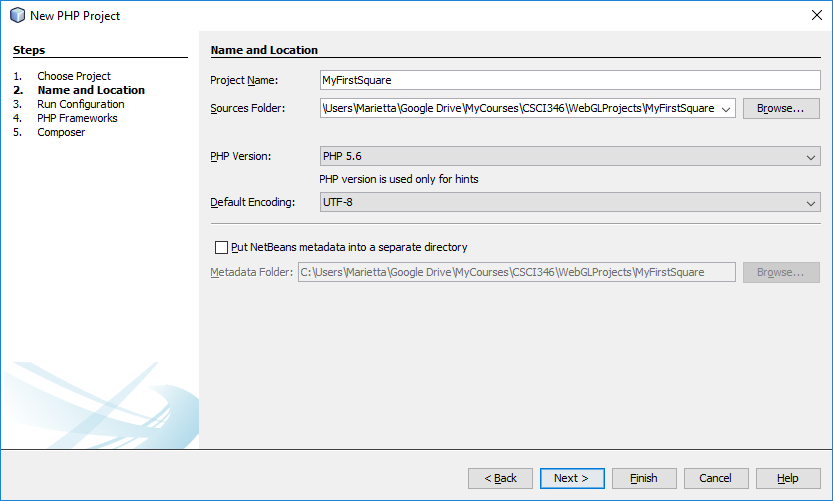 New PHP Project
Steps
1. Choose Project
2. Name and Location
3. Run Configuration
4. PHP Frameworks
5. Composer
Name and Location
Project Name: MyFirstSquare
Sources Folder: \Users\Marietta\Google Drive\MyCourses\CSCI346\WebGLProjects\MyFirstSquare Browse...
PHP Version: PHP 5.6
PHP version is used only for hints
Default Encoding: UTF-8
Put NetBeans metadata into a separate directory
Metadata Folder: C:\Users\Marietta\Google Drive\MyCourses\CSCI346\WebGLProjects\MyFirstSquare Browse...
< Back Next > Finish Cancel Help